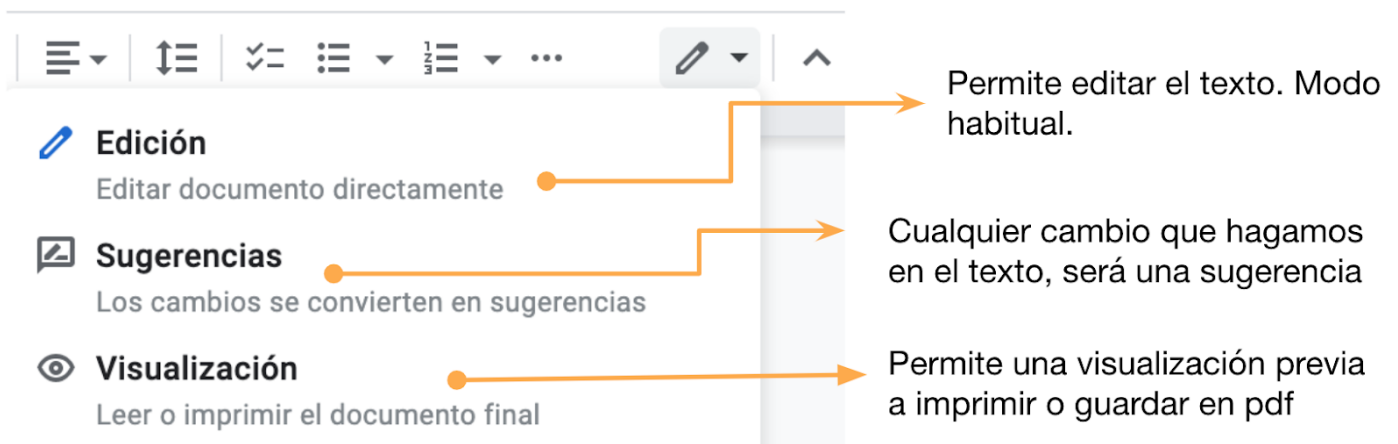 Edición
Editar documento directamente
Sugerencias
Los cambios se convierten en sugerencias
Visualización
Leer o imprimir el documento final
Permite editar el texto. Modo
habitual.
Cualquier cambio que hagamos
en el texto, será una sugerencia
Permite una visualización previa
a imprimir o guardar en pdf